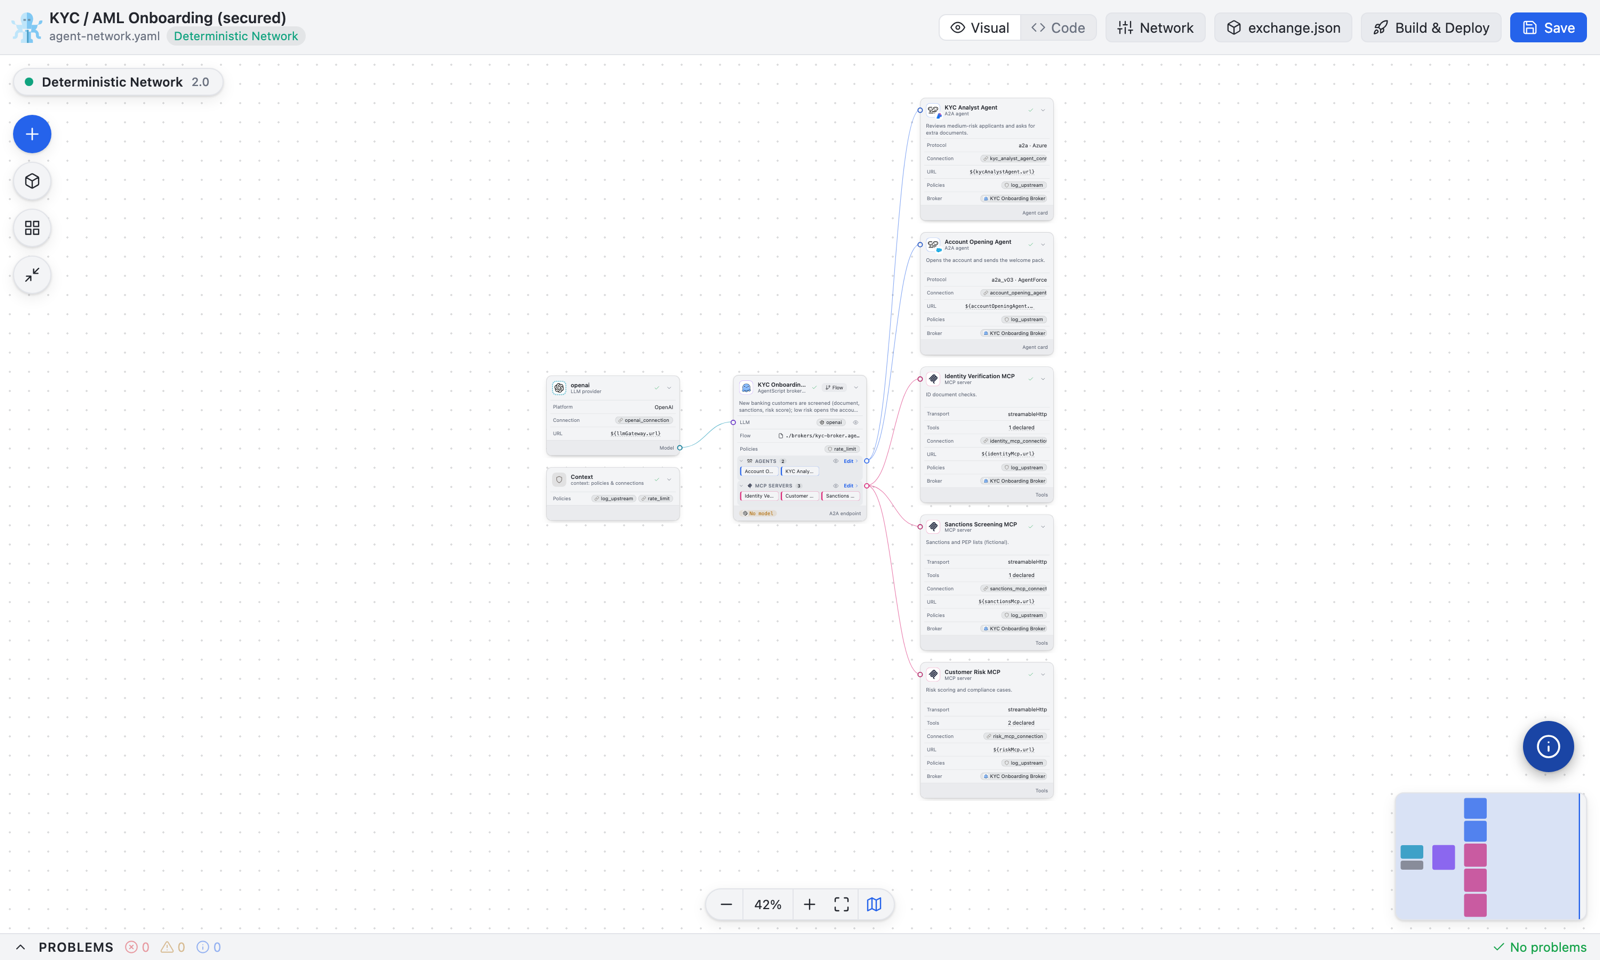 KYC / AML Onboarding (secured)
agent-network.yaml Deterministic Network
Visual
Code
Network
exchange.json
Build & Deploy
Save
Deterministic Network 2.0
KYC Analyst Agent
A2A agent
Reviews medium-risk applicants and asks for
extra documents.
Protocol a2a · Azure
Connection kyc_analyst_agent_conn
URL ${kycAnalystAgent.url}
Policies log_upstream
Broker KYC Onboarding Broker
Agent card
Account Opening Agent
A2A agent
Opens the account and sends the welcome pack.
Protocol a2a_v03 · AgentForce
Connection account_opening_agent
URL ${accountOpeningAgent...
Policies log_upstream
Broker KYC Onboarding Broker
Agent card
openai
LLM provider
Platform OpenAI
Connection openai_connection
URL ${llmGateway.url}
Model
Context
context: policies & connections
Policies log_upstream rate_limit
KYC Onboardin... Flow
AgentScript broker...
New banking customers are screened (document,
sanctions, risk score); low risk opens the accou...
LLM openai
Flow ./brokers/kyc-broker.age...
Policies rate_limit
AGENTS 2 Edit
Account O... KYC Analy...
MCP SERVERS 3 Edit
Identity Ve... Customer ... Sanctions ...
No model A2A endpoint
Identity Verification MCP
MCP server
ID document checks.
Transport streamableHttp
Tools 1 declared
Connection identity_mcp_connection
URL ${identityMcp.url}
Policies log_upstream
Broker KYC Onboarding Broker
Tools
Sanctions Screening MCP
MCP server
Sanctions and PEP lists (fictional).
Transport streamableHttp
Tools 1 declared
Connection sanctions_mcp_connect
URL ${sanctionsMcp.url}
Policies log_upstream
Broker KYC Onboarding Broker
Tools
Customer Risk MCP
MCP server
Risk scoring and compliance cases.
Transport streamableHttp
Tools 2 declared
Connection risk_mcp_connection
URL ${riskMcp.url}
Policies log_upstream
Broker KYC Onboarding Broker
Tools
42%
PROBLEMS 0 0 0
No problems